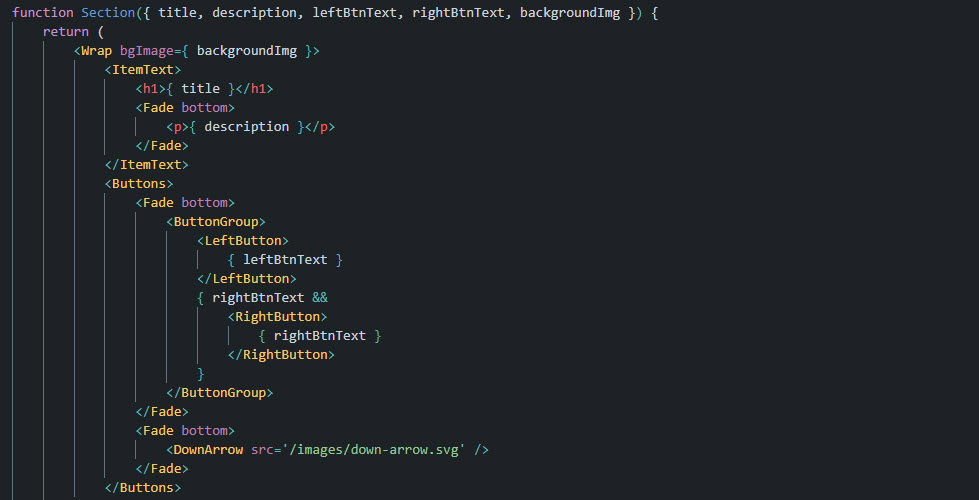 function Section({ title, description, leftBtnText, rightBtnText, backgroundImg }) {
    return (
        <Wrap bgImage={ backgroundImg }>
            <ItemText>
                <h1>{ title }</h1>
                <Fade bottom>
                    <p>{ description }</p>
                </Fade>
            </ItemText>
            <Buttons>
                <Fade bottom>
                    <ButtonGroup>
                        <LeftButton>
                            { leftBtnText }
                        </LeftButton>
                        { rightBtnText &&
                            <RightButton>
                                { rightBtnText }
                            </RightButton>
                        }
                    </ButtonGroup>
                </Fade>
                <Fade bottom>
                    <DownArrow src='/images/down-arrow.svg' />
                </Fade>
            </Buttons>